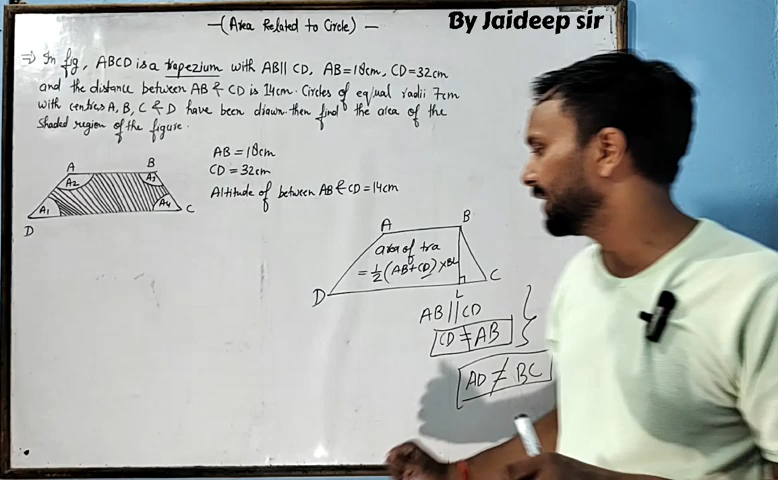 By Jaideep sir
—(Area Related to Circle)—
⇒ In fig, ABCD is a trapezium with AB || CD, AB = 18cm, CD = 32cm
and the distance between AB & CD is 14cm. Circles of equal radii 7cm
with centres A, B, C & D have been drawn then find the area of the
shaded region of the figure.
A B
A2 A3
A1 A4
D C
AB = 18cm
CD = 32cm
Altitude of between AB & CD = 14cm
A B
area of tra
= 1/2 (AB+CD) × BL
D L C
AB || CD
CD ≠ AB
AD ≠ BC